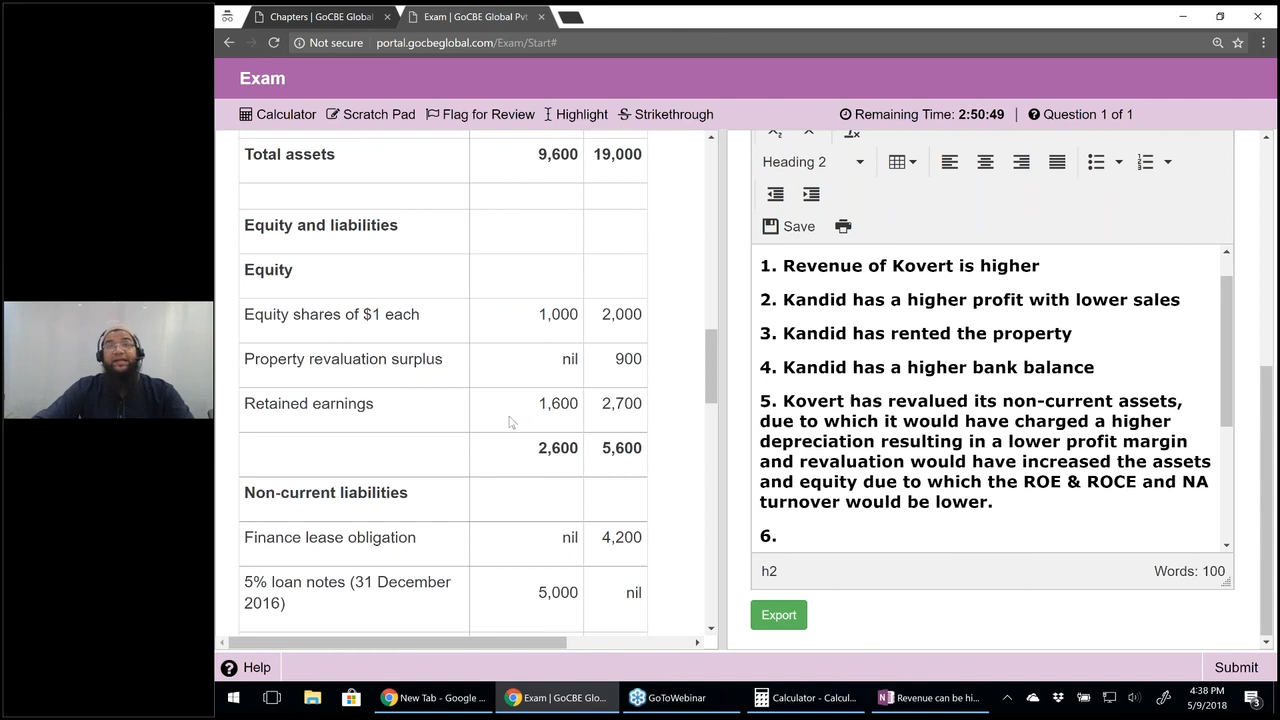 Chapters | GoCBE Global
Exam | GoCBE Global Pvt
Not secure portal.gocbeglobal.com/Exam/Start#
Exam
Calculator Scratch Pad Flag for Review Highlight Strikethrough Remaining Time: 2:50:49 Question 1 of 1
Total assets 9,600 19,000
Equity and liabilities
Equity
Equity shares of $1 each 1,000 2,000
Property revaluation surplus nil 900
Retained earnings 1,600 2,700
2,600 5,600
Non-current liabilities
Finance lease obligation nil 4,200
5% loan notes (31 December
2016) 5,000 nil
Heading 2
Save
1. Revenue of Kovert is higher
2. Kandid has a higher profit with lower sales
3. Kandid has rented the property
4. Kandid has a higher bank balance
5. Kovert has revalued its non-current assets,
due to which it would have charged a higher
depreciation resulting in a lower profit margin
and revaluation would have increased the assets
and equity due to which the ROE & ROCE and NA
turnover would be lower.
6.
h2 Words: 100
Export
Help Submit
New Tab - Google ...
Exam | GoCBE Glo...
GoToWebinar
Calculator - Calcul...
Revenue can be hi...
4:38 PM
5/9/2018
3